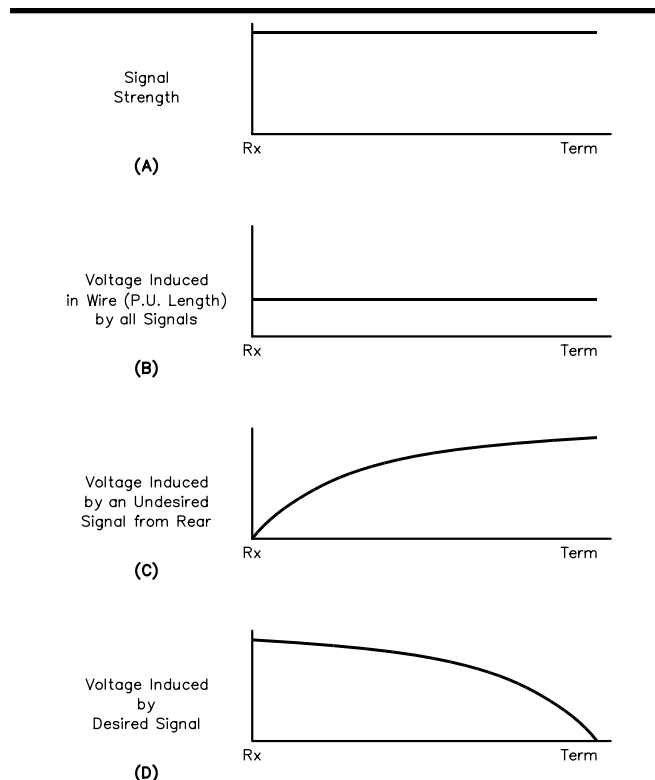 Signal
Strength
(A)
Rx
Term
Voltage Induced
in Wire (P.U. Length)
by all Signals
(B)
Rx
Term
Voltage Induced
by an Undesired
Signal from Rear
(C)
Rx
Term
Voltage Induced
by
Desired Signal
(D)
Rx
Term